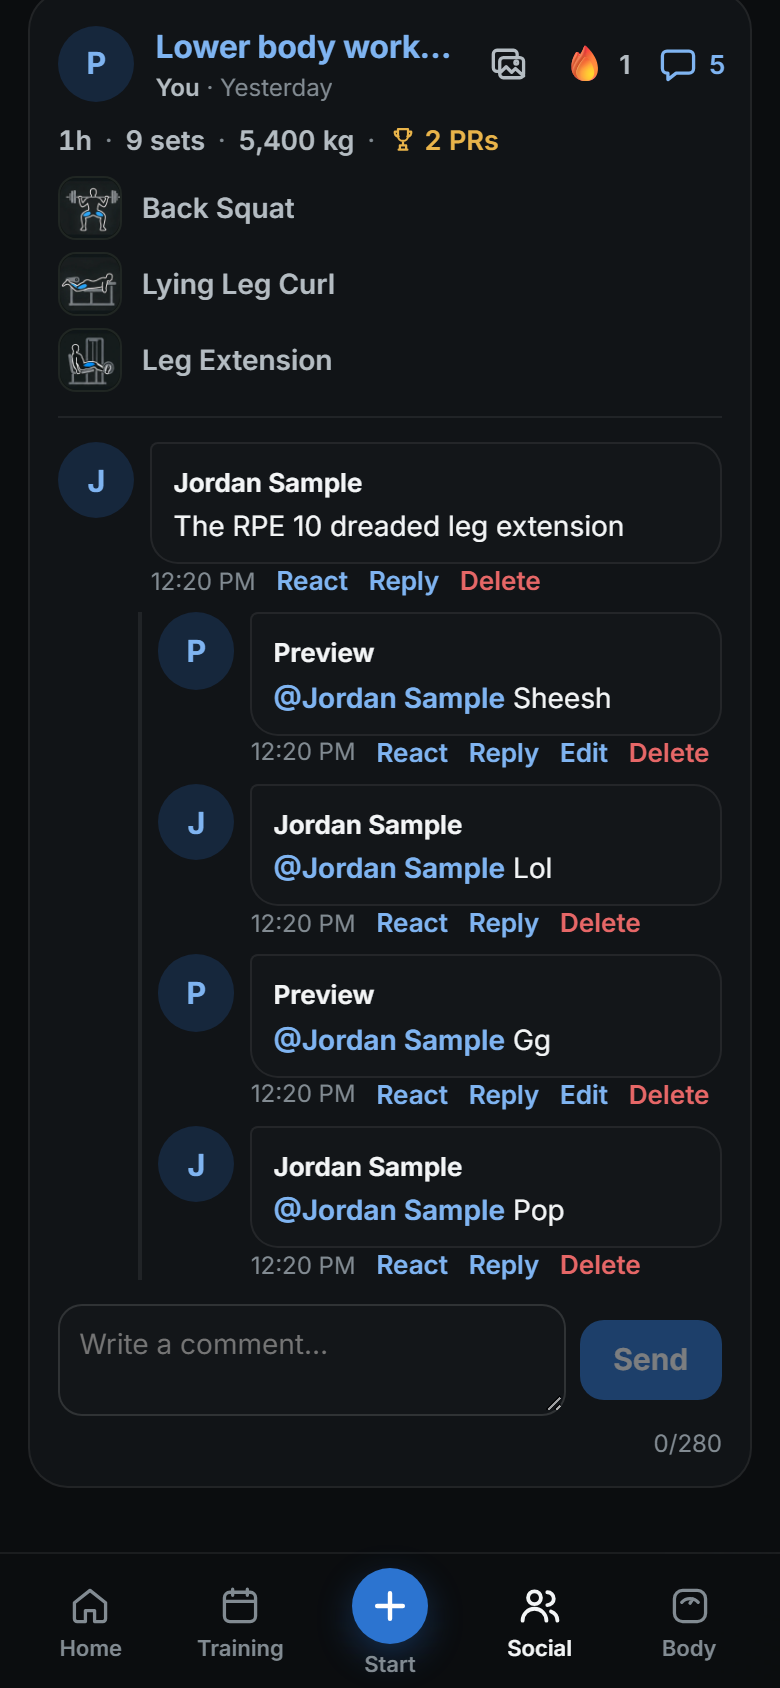 P
Lower body work...
You · Yesterday
1
5
1h · 9 sets · 5,400 kg · 2 PRs
Back Squat
Lying Leg Curl
Leg Extension
J
Jordan Sample
The RPE 10 dreaded leg extension
12:20 PM React Reply Delete
P
Preview
@Jordan Sample Sheesh
12:20 PM React Reply Edit Delete
J
Jordan Sample
@Jordan Sample Lol
12:20 PM React Reply Delete
P
Preview
@Jordan Sample Gg
12:20 PM React Reply Edit Delete
J
Jordan Sample
@Jordan Sample Pop
12:20 PM React Reply Delete
Write a comment...
Send
0/280
Home
Training
Start
Social
Body